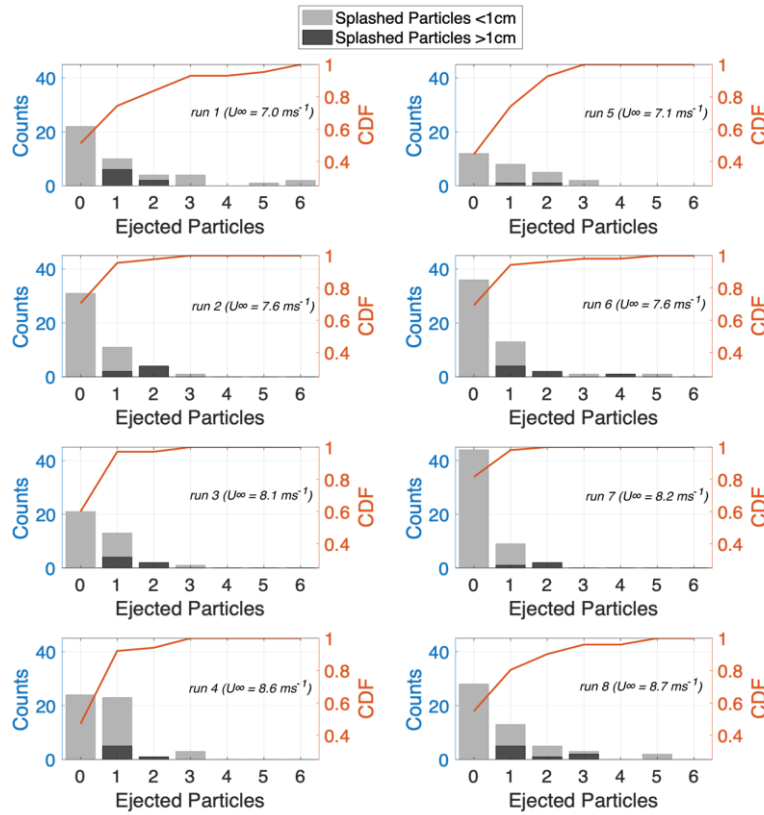 Splashed Particles <1cm
Splashed Particles >1cm
40
20
0
Counts
1
0.8
0.6
0.4
CDF
run 1 (U∞ = 7.0 ms⁻¹)
0 1 2 3 4 5 6
Ejected Particles
40
20
0
Counts
1
0.8
0.6
0.4
CDF
run 5 (U∞ = 7.1 ms⁻¹)
0 1 2 3 4 5 6
Ejected Particles
40
20
0
Counts
1
0.8
0.6
0.4
CDF
run 2 (U∞ = 7.6 ms⁻¹)
0 1 2 3 4 5 6
Ejected Particles
40
20
0
Counts
1
0.8
0.6
0.4
CDF
run 6 (U∞ = 7.6 ms⁻¹)
0 1 2 3 4 5 6
Ejected Particles
40
20
0
Counts
1
0.8
0.6
0.4
CDF
run 3 (U∞ = 8.1 ms⁻¹)
0 1 2 3 4 5 6
Ejected Particles
40
20
0
Counts
1
0.8
0.6
0.4
CDF
run 7 (U∞ = 8.2 ms⁻¹)
0 1 2 3 4 5 6
Ejected Particles
40
20
0
Counts
1
0.8
0.6
0.4
CDF
run 4 (U∞ = 8.6 ms⁻¹)
0 1 2 3 4 5 6
Ejected Particles
40
20
0
Counts
1
0.8
0.6
0.4
CDF
run 8 (U∞ = 8.7 ms⁻¹)
0 1 2 3 4 5 6
Ejected Particles